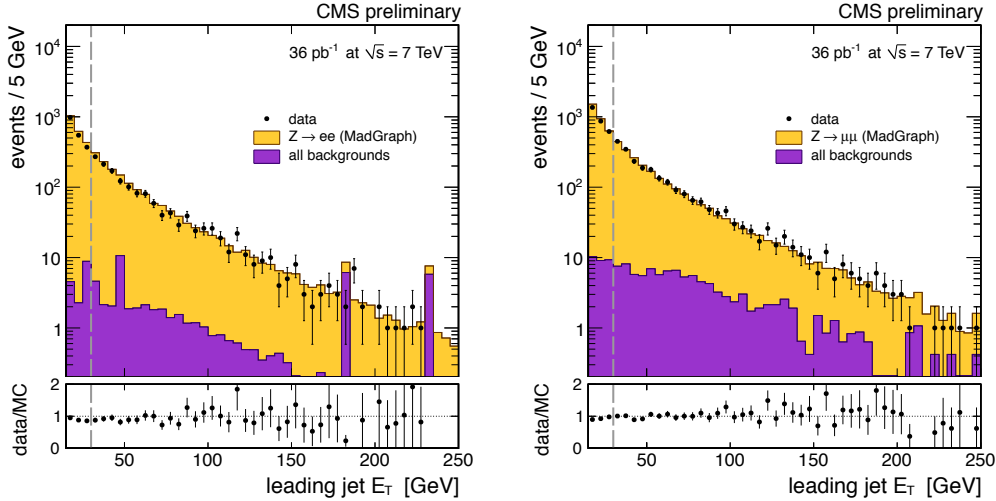 CMS preliminary
36 pb⁻¹ at √s = 7 TeV
events / 5 GeV
10⁴
10³
10²
10
1
data
Z → ee (MadGraph)
all backgrounds
data/MC
2
1
0
50 100 150 200 250
leading jet E_T [GeV]
CMS preliminary
36 pb⁻¹ at √s = 7 TeV
events / 5 GeV
10⁴
10³
10²
10
1
data
Z → μμ (MadGraph)
all backgrounds
data/MC
2
1
0
50 100 150 200 250
leading jet E_T [GeV]